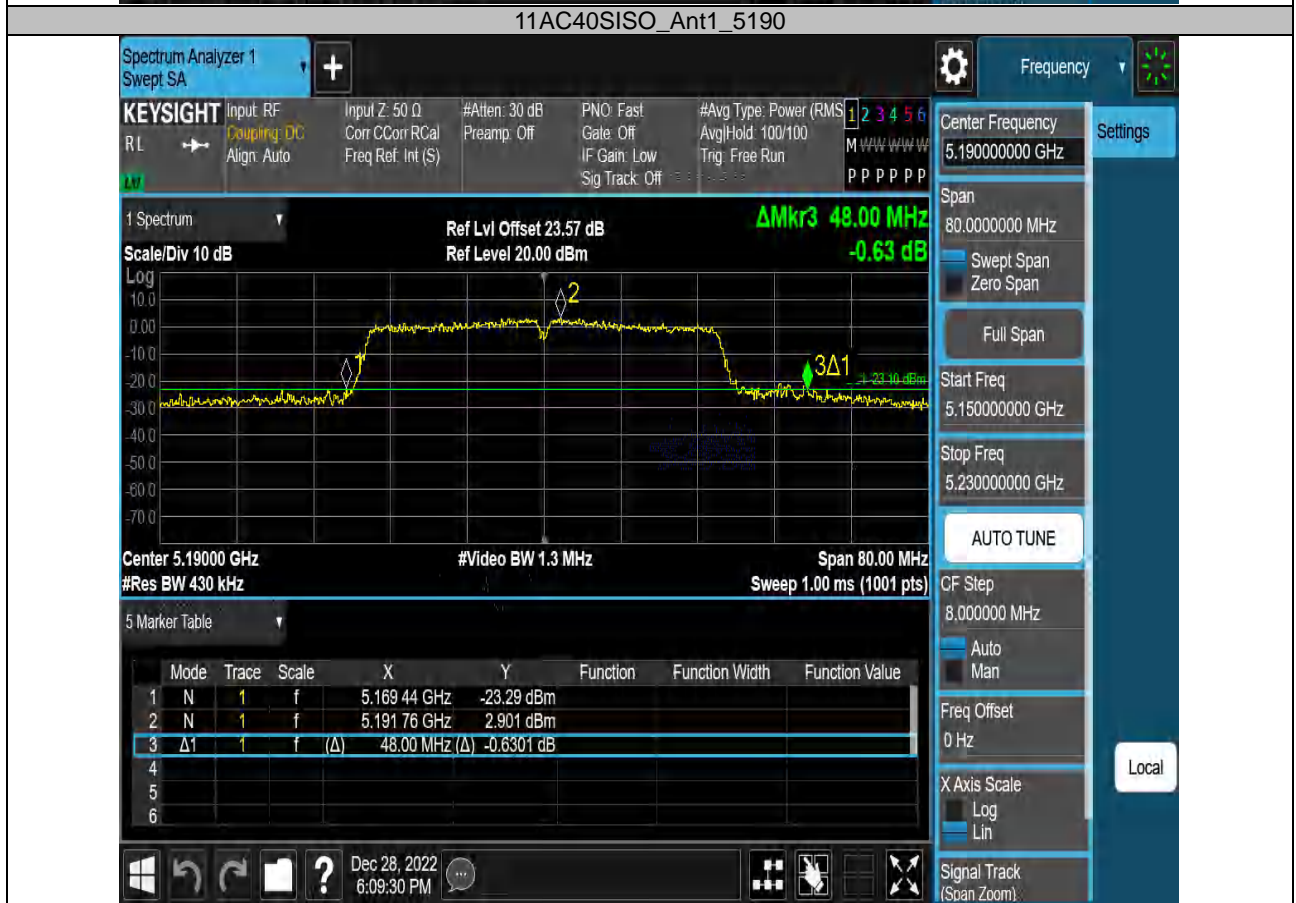 11AC40SISO_Ant1_5190
Spectrum Analyzer 1
Swept SA
Frequency
KEYSIGHT
RL
Input: RF
Coupling: DC
Align: Auto
Input Z: 50 Ω
Corr CCorr RCal
Freq Ref: Int (S)
#Atten: 30 dB
Preamp: Off
PNO: Fast
Gate: Off
IF Gain: Low
Sig Track: Off
#Avg Type: Power (RMS
Avg|Hold: 100/100
Trig: Free Run
1 2 3 4 5 6
M W W W W W
P P P P P P
Center Frequency
5.190000000 GHz
Settings
1 Spectrum
Scale/Div 10 dB
Ref Lvl Offset 23.57 dB
Ref Level 20.00 dBm
ΔMkr3 48.00 MHz
-0.63 dB
Span
80.0000000 MHz
Swept Span
Zero Span
Full Span
Start Freq
5.150000000 GHz
Stop Freq
5.230000000 GHz
AUTO TUNE
Log
10.0
0.00
-10.0
-20.0
-30.0
-40.0
-50.0
-60.0
-70.0
1
2
3Δ1
-23.10 dBm
Center 5.19000 GHz
#Res BW 430 kHz
#Video BW 1.3 MHz
Span 80.00 MHz
Sweep 1.00 ms (1001 pts)
CF Step
8.000000 MHz
Auto
Man
Freq Offset
0 Hz
X Axis Scale
Log
Lin
Signal Track
(Span Zoom)
Local
5 Marker Table
Mode Trace Scale X Y Function Function Width Function Value
1 N 1 f 5.169 44 GHz -23.29 dBm
2 N 1 f 5.191 76 GHz 2.901 dBm
3 Δ1 1 f (Δ) 48.00 MHz (Δ) -0.6301 dB
4
5
6
Dec 28, 2022
6:09:30 PM